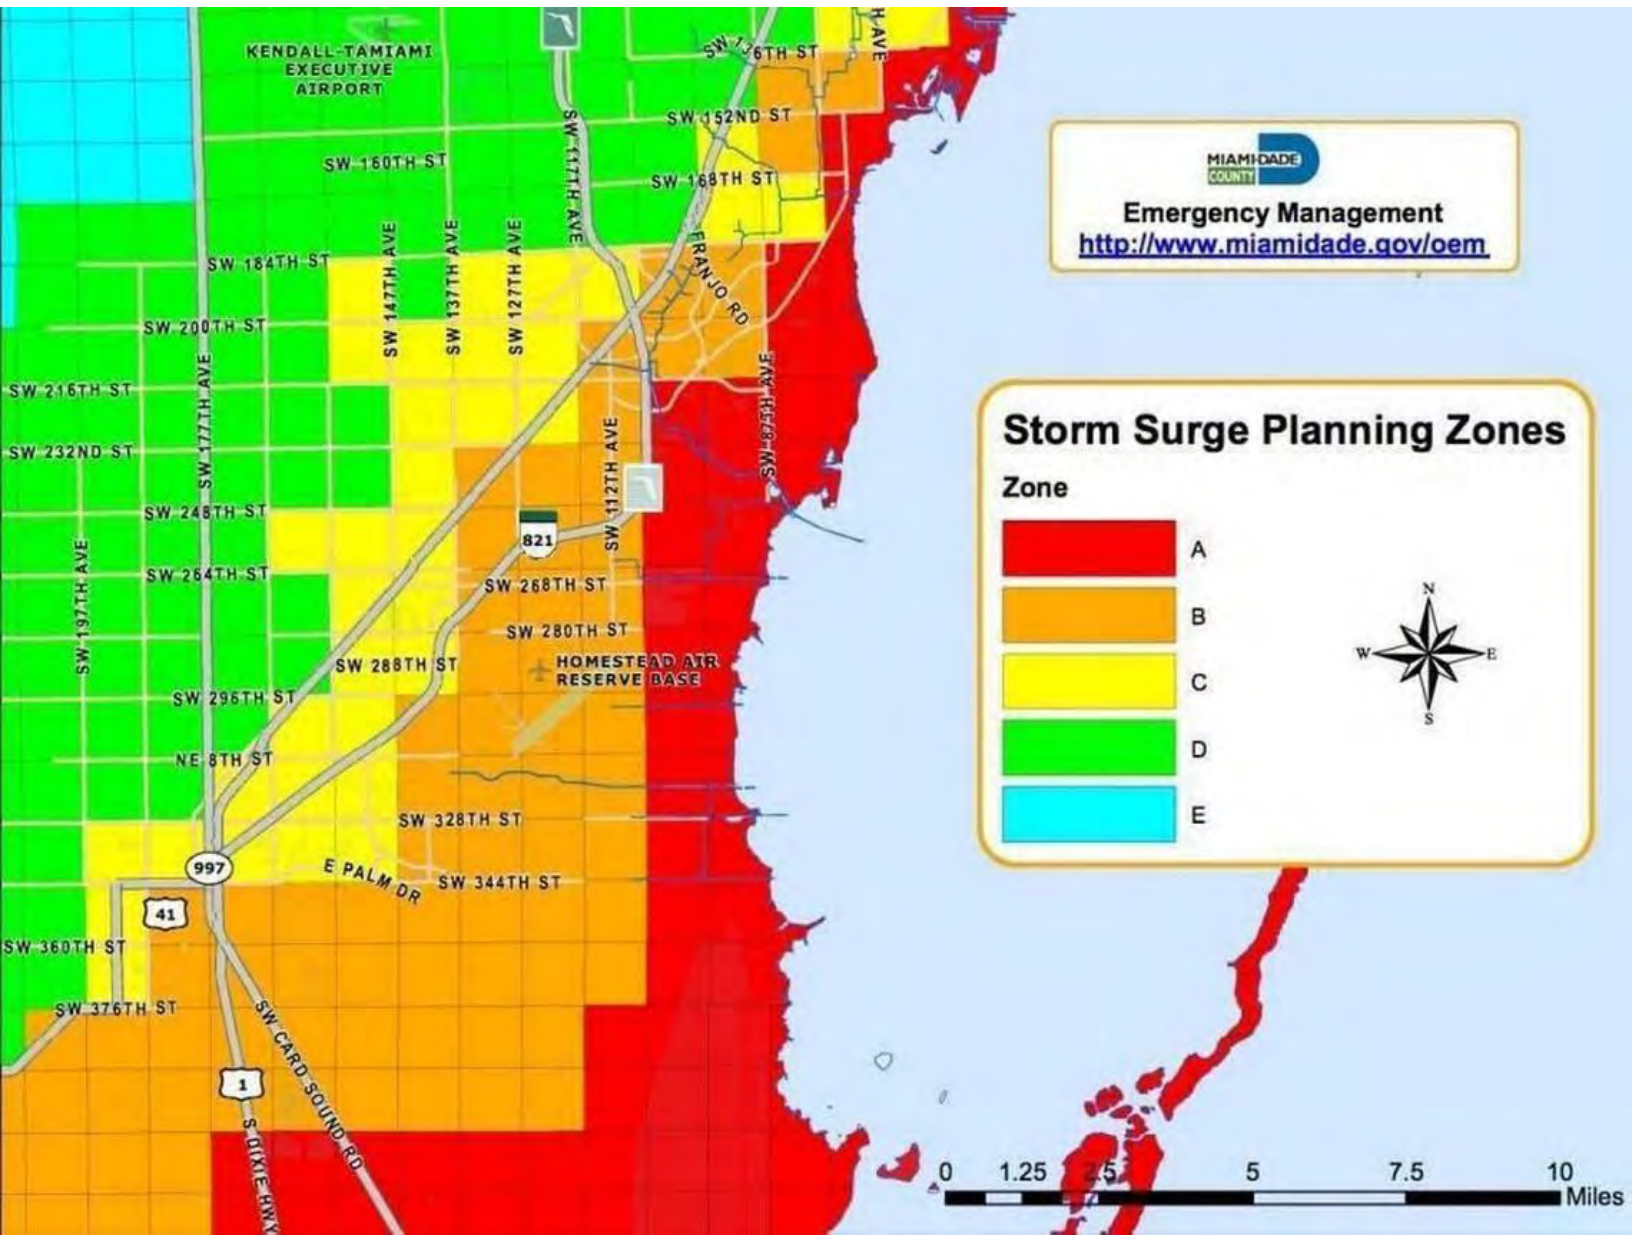 KENDALL-TAMIAMI
EXECUTIVE
AIRPORT
SW 136TH ST
H AVE
SW 152ND ST
SW 160TH ST
SW 117TH AVE
SW 168TH ST
MIAMI-DADE
COUNTY
Emergency Management
http://www.miamidade.gov/oem
SW 184TH ST
SW 147TH AVE
SW 137TH AVE
SW 127TH AVE
FRANJO RD
SW 200TH ST
SW 216TH ST
SW 177TH AVE
SW 87TH AVE
SW 232ND ST
SW 112TH AVE
SW 248TH ST
821
SW 264TH ST
SW 268TH ST
SW 197TH AVE
SW 280TH ST
SW 288TH ST
HOMESTEAD AIR
RESERVE BASE
SW 296TH ST
NE 8TH ST
SW 328TH ST
997
E PALM DR
SW 344TH ST
41
SW 360TH ST
SW 376TH ST
SW CARD SOUND RD
1
S DIXIE HWY
Storm Surge Planning Zones
Zone
A
B
C
D
E
N
W
E
S
0 1.25 2.5 5 7.5 10
Miles